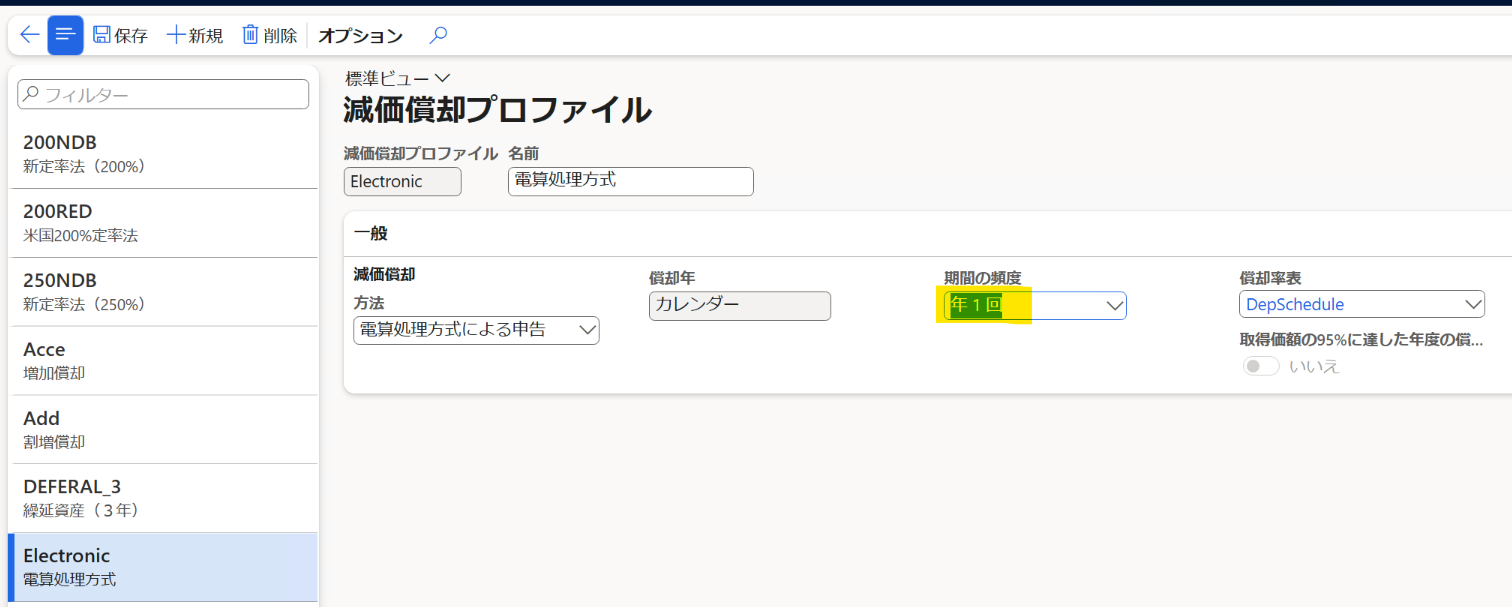 保存 新規 削除 オプション
フィルター
200NDB
新定率法（200%）
200RED
米国200%定率法
250NDB
新定率法（250%）
Acce
増加償却
Add
割増償却
DEFERAL_3
繰延資産（３年）
Electronic
電算処理方式
標準ビュー
減価償却プロファイル
減価償却プロファイル 名前
Electronic 電算処理方式
一般
減価償却
方法
電算処理方式による申告
償却年
カレンダー
期間の頻度
年１回
償却率表
DepSchedule
取得価額の95%に達した年度の償...
いいえ